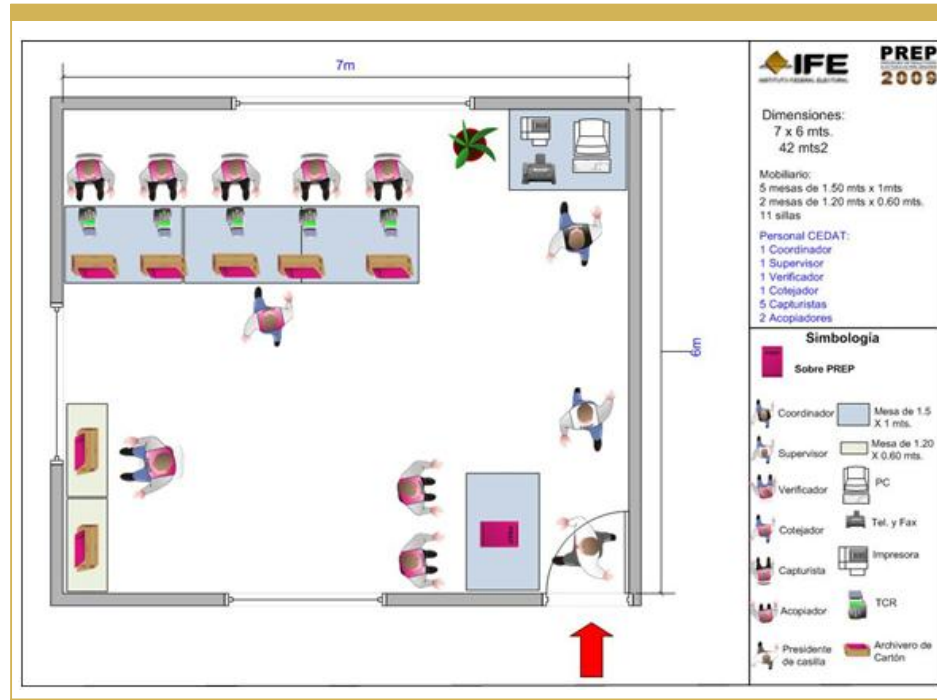 7m
6m
IFE
INSTITUTO FEDERAL ELECTORAL
PREP
2009
Dimensiones:
7 x 6 mts.
42 mts2
Mobiliario:
5 mesas de 1.50 mts x 1mts
2 mesas de 1.20 mts x 0.60 mts.
11 sillas
Personal CEDAT:
1 Coordinador
1 Supervisor
1 Verificador
1 Cotejador
5 Capturistas
2 Acopiadores
Simbología
Sobre PREP
Coordinador
Mesa de 1.5
X 1 mts.
Supervisor
Mesa de 1.20
X 0.60 mts.
Verificador
PC
Cotejador
Tel. y Fax
Capturista
Impresora
Acopiador
TCR
Presidente
de casilla
Archivero de
Cartón
PREP